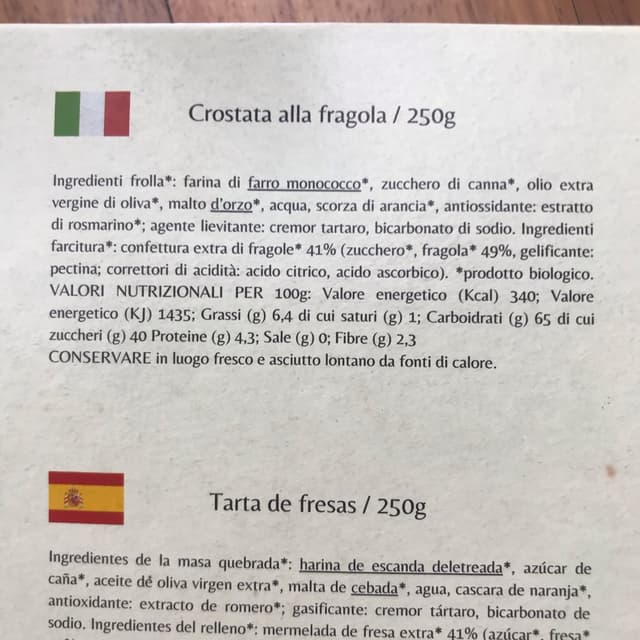 Crostata alla fragola / 250g
Ingredienti frolla*: farina di farro monococco*, zucchero di canna*, olio extra
vergine di oliva*, malto d'orzo*, acqua, scorza di arancia*, antiossidante: estratto
di rosmarino*; agente lievitante: cremor tartaro, bicarbonato di sodio. Ingredienti
farcitura*: confettura extra di fragole* 41% (zucchero*, fragola* 49%, gelificante:
pectina; correttori di acidità: acido citrico, acido ascorbico). *prodotto biologico.
VALORI NUTRIZIONALI PER 100g: Valore energetico (Kcal) 340; Valore
energetico (KJ) 1435; Grassi (g) 6,4 di cui saturi (g) 1; Carboidrati (g) 65 di cui
zuccheri (g) 40 Proteine (g) 4,3; Sale (g) 0; Fibre (g) 2,3
CONSERVARE in luogo fresco e asciutto lontano da fonti di calore.
Tarta de fresas / 250g
Ingredientes de la masa quebrada*: harina de escanda deletreada*, azúcar de
caña*, aceite de oliva virgen extra*, malta de cebada*, agua, cascara de naranja*,
antioxidante: extracto de romero*; gasificante: cremor tártaro, bicarbonato de
sodio. Ingredientes del relleno*: mermelada de fresa extra* 41% (azúcar*, fresa*